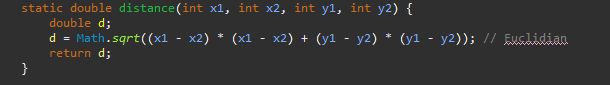 static double distance(int x1, int x2, int y1, int y2) {
    double d;
    d = Math.sqrt((x1 - x2) * (x1 - x2) + (y1 - y2) * (y1 - y2)); // Euclidian
    return d;
}